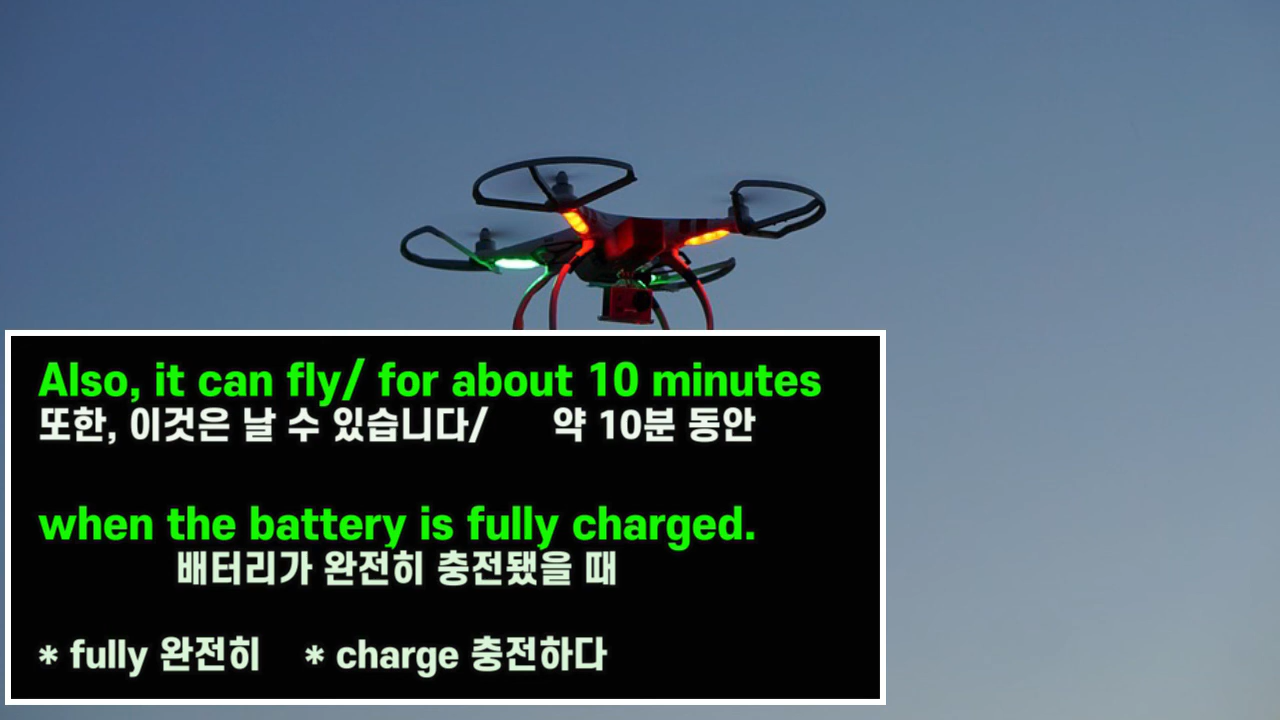 Also, it can fly/ for about 10 minutes
또한, 이것은 날 수 있습니다/ 약 10분 동안
when the battery is fully charged.
배터리가 완전히 충전됐을 때
* fully 완전히 * charge 충전하다